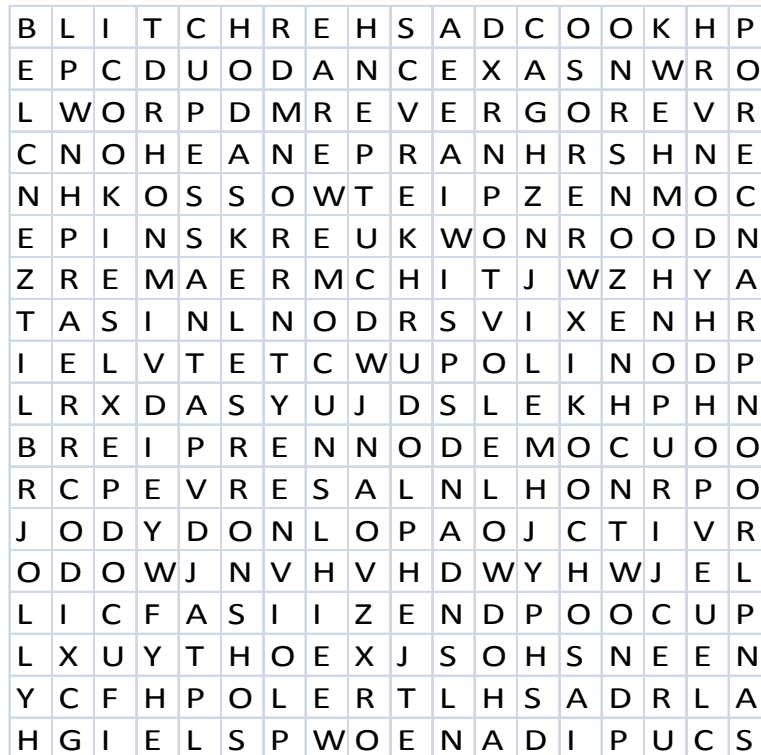 B L I T C H R E H S A D C O O K H P
E P C D U O D A N C E X A S N W R O
L W O R P D M R E V E R G O R E V R
C N O H E A N E P R A N H R S H N E
N H K O S S O W T E I P Z E N M O C
E P I N S K R E U K W O N R O O D N
Z R E M A E R M C H I T J W Z H Y A
T A S I N L N O D R S V I X E N H R
I E L V T E T C W U P O L I N O D P
L R X D A S Y U J D S L E K H P H N
B R E I P R E N N O D E M O C U O O
R C P E V R E S A L N L H O N R P O
J O D Y D O N L O P A O J C T I V R
O D O W J N V H V H D W Y H W J E L
L I C F A S I I Z E N D P O O C U P
L X U Y T H O E X J S O H S N E E N
Y C F H P O L E R T L H S A D R L A
H G I E L S P W O E N A D I P U C S